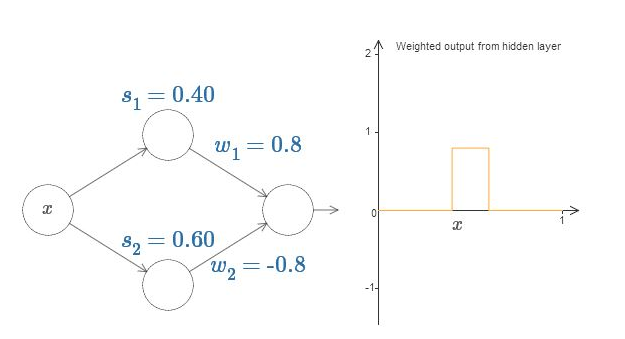 s₁ = 0.40
w₁ = 0.8
x
s₂ = 0.60
w₂ = -0.8
Weighted output from hidden layer
2
1
0
-1
x
1